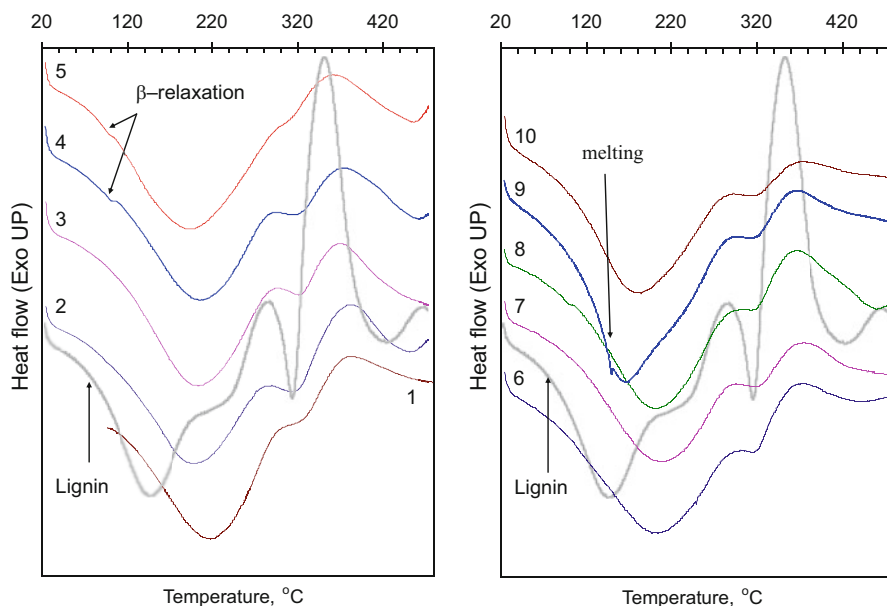 20 120 220 320 420
5
β–relaxation
4
3
2
1
Lignin
Heat flow (Exo UP)
Temperature, °C
20 120 220 320 420
10
melting
9
8
7
6
Lignin
Heat flow (Exo UP)
Temperature, °C